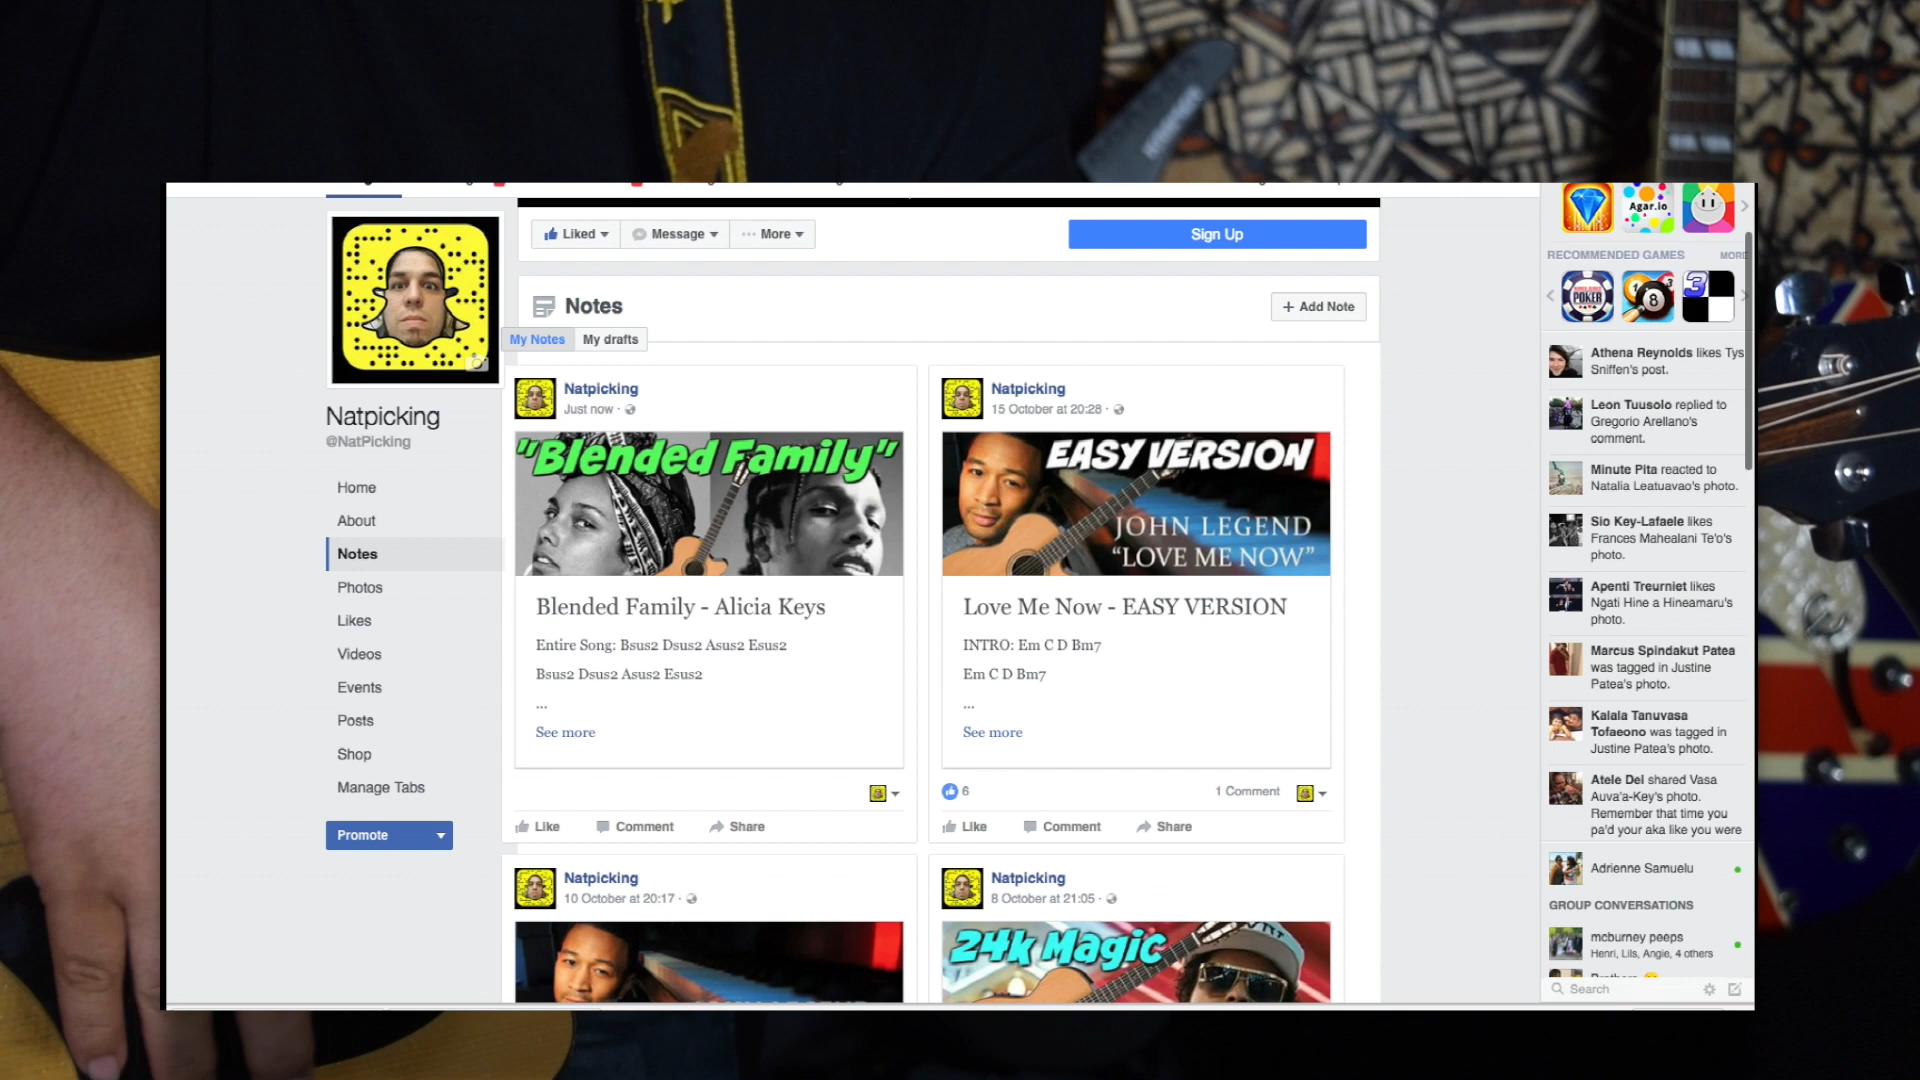 Liked
Message
More
Sign Up
Notes
+ Add Note
My Notes
My drafts
Natpicking
@NatPicking
Home
About
Notes
Photos
Likes
Videos
Events
Posts
Shop
Manage Tabs
Promote
Natpicking
Just now
"Blended Family"
Blended Family - Alicia Keys
Entire Song: Bsus2 Dsus2 Asus2 Esus2
Bsus2 Dsus2 Asus2 Esus2
...
See more
Like
Comment
Share
Natpicking
15 October at 20:28
EASY VERSION
JOHN LEGEND
“LOVE ME NOW”
Love Me Now - EASY VERSION
INTRO: Em C D Bm7
Em C D Bm7
...
See more
6
1 Comment
Like
Comment
Share
Natpicking
10 October at 20:17
Natpicking
8 October at 21:05
24k Magic
Agar.io
RECOMMENDED GAMES
MORE
POKER
8
3
Athena Reynolds likes Tys
Sniffen's post.
Leon Tuusolo replied to
Gregorio Arellano's
comment.
Minute Pita reacted to
Natalia Leatuavao's photo.
Sio Key-Lafaele likes
Frances Mahealani Te'o's
photo.
Apenti Treurniet likes
Ngati Hine a Hineamaru's
photo.
Marcus Spindakut Patea
was tagged in Justine
Patea's photo.
Kalala Tanuvasa
Tofaeono was tagged in
Justine Patea's photo.
Atele Del shared Vasa
Auva'a-Key's photo.
Remember that time you
pa'd your aka like you were
Adrienne Samuelu
GROUP CONVERSATIONS
mcburney peeps
Henri, Lils, Angie, 4 others
Search